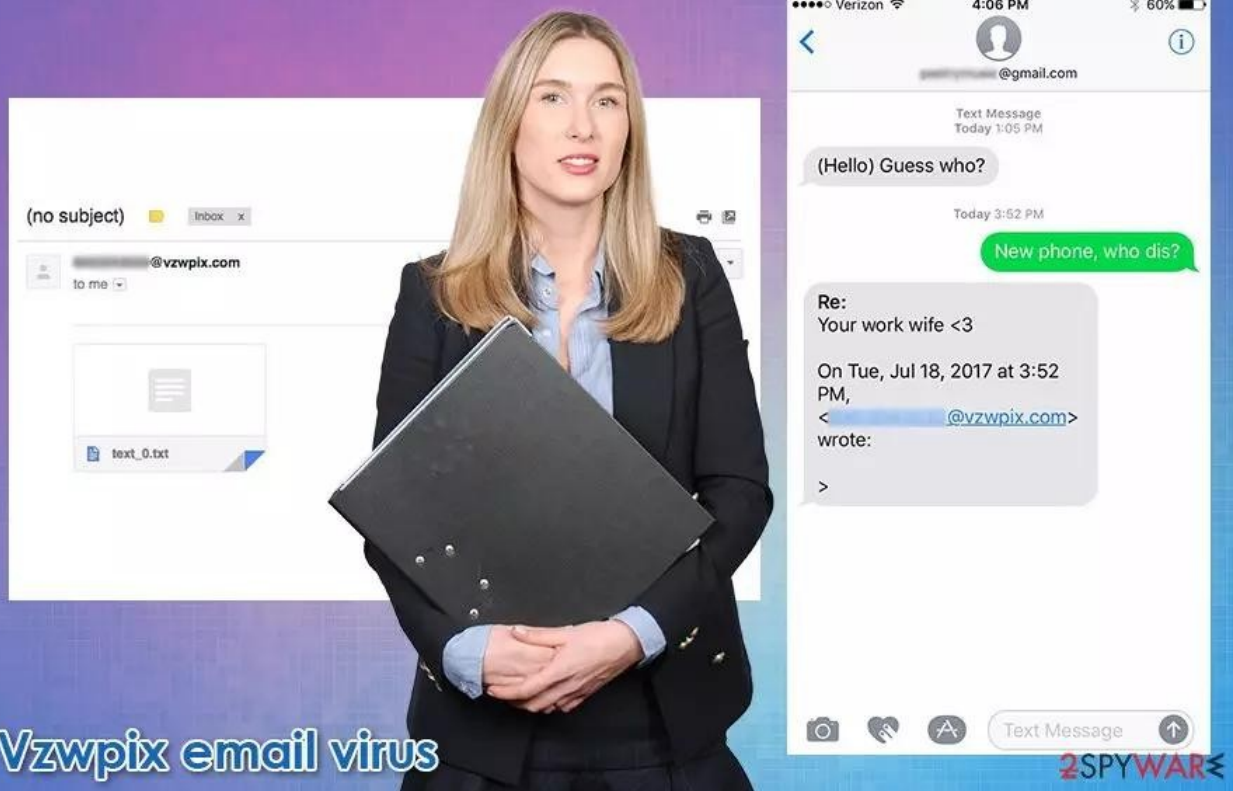 (no subject)
Inbox x
@vzwpix.com
to me
text_0.txt
Vzwpix email virus
Verizon
4:06 PM
60%
@gmail.com
Text Message
Today 1:05 PM
(Hello) Guess who?
Today 3:52 PM
New phone, who dis?
Re:
Your work wife <3
On Tue, Jul 18, 2017 at 3:52
PM,
< @vzwpix.com>
wrote:
>
Text Message
2SPYWARE